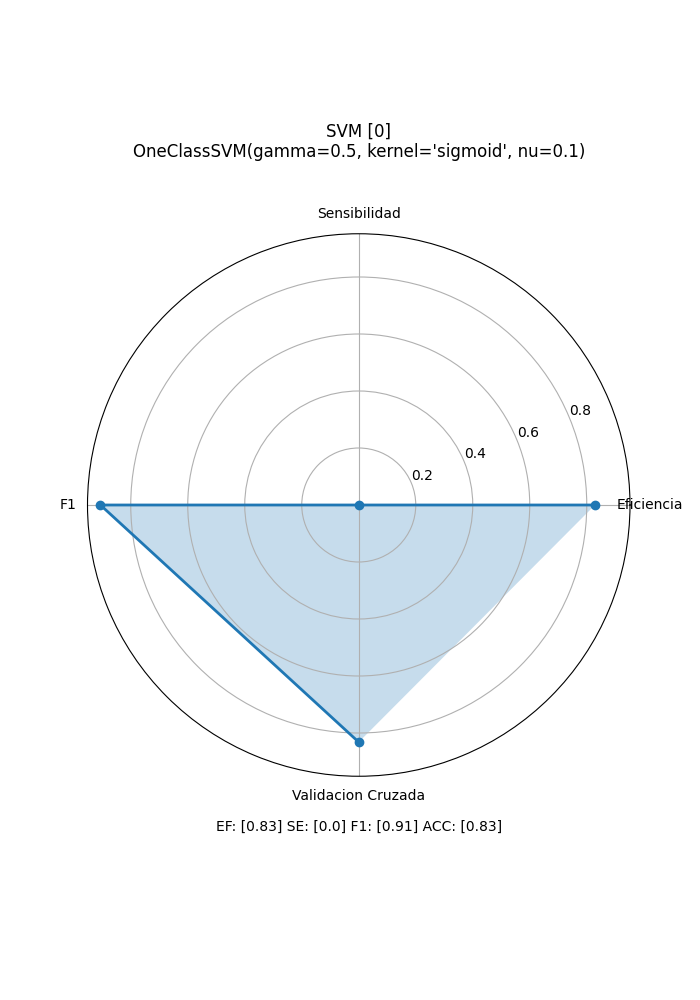 SVM [0]
OneClassSVM(gamma=0.5, kernel='sigmoid', nu=0.1)
Sensibilidad
0.8
0.6
0.4
0.2
F1
Eficiencia
Validacion Cruzada
EF: [0.83] SE: [0.0] F1: [0.91] ACC: [0.83]